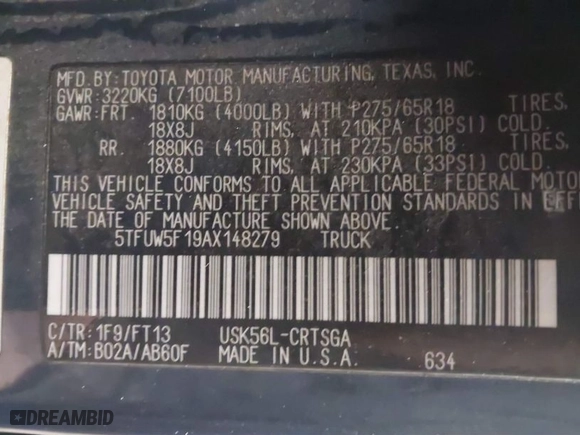 MFD.BY:TOYOTA MOTOR MANUFACTURING, TEXAS, INC.
GVWR:3220KG (7100LB)
GAWR:FRT. 1810KG (4000LB) WITH P275/65R18 TIRES,
18X8J RIMS, AT 210KPA (30PSI) COLD.
RR. 1880KG (4150LB) WITH P275/65R18 TIRES,
18X8J RIMS, AT 230KPA (33PSI) COLD.
THIS VEHICLE CONFORMS TO ALL APPLICABLE FEDERAL MOTO
VEHICLE SAFETY AND THEFT PREVENTION STANDARDS IN EFF
THE DATE OF MANUFACTURE SHOWN ABOVE.
5TFUW5F19AX148279 TRUCK
C/TR:1F9/FT13 USK56L-CRTSGA
A/TM:B02A/AB60F MADE IN U.S.A. 634
DREAMBID